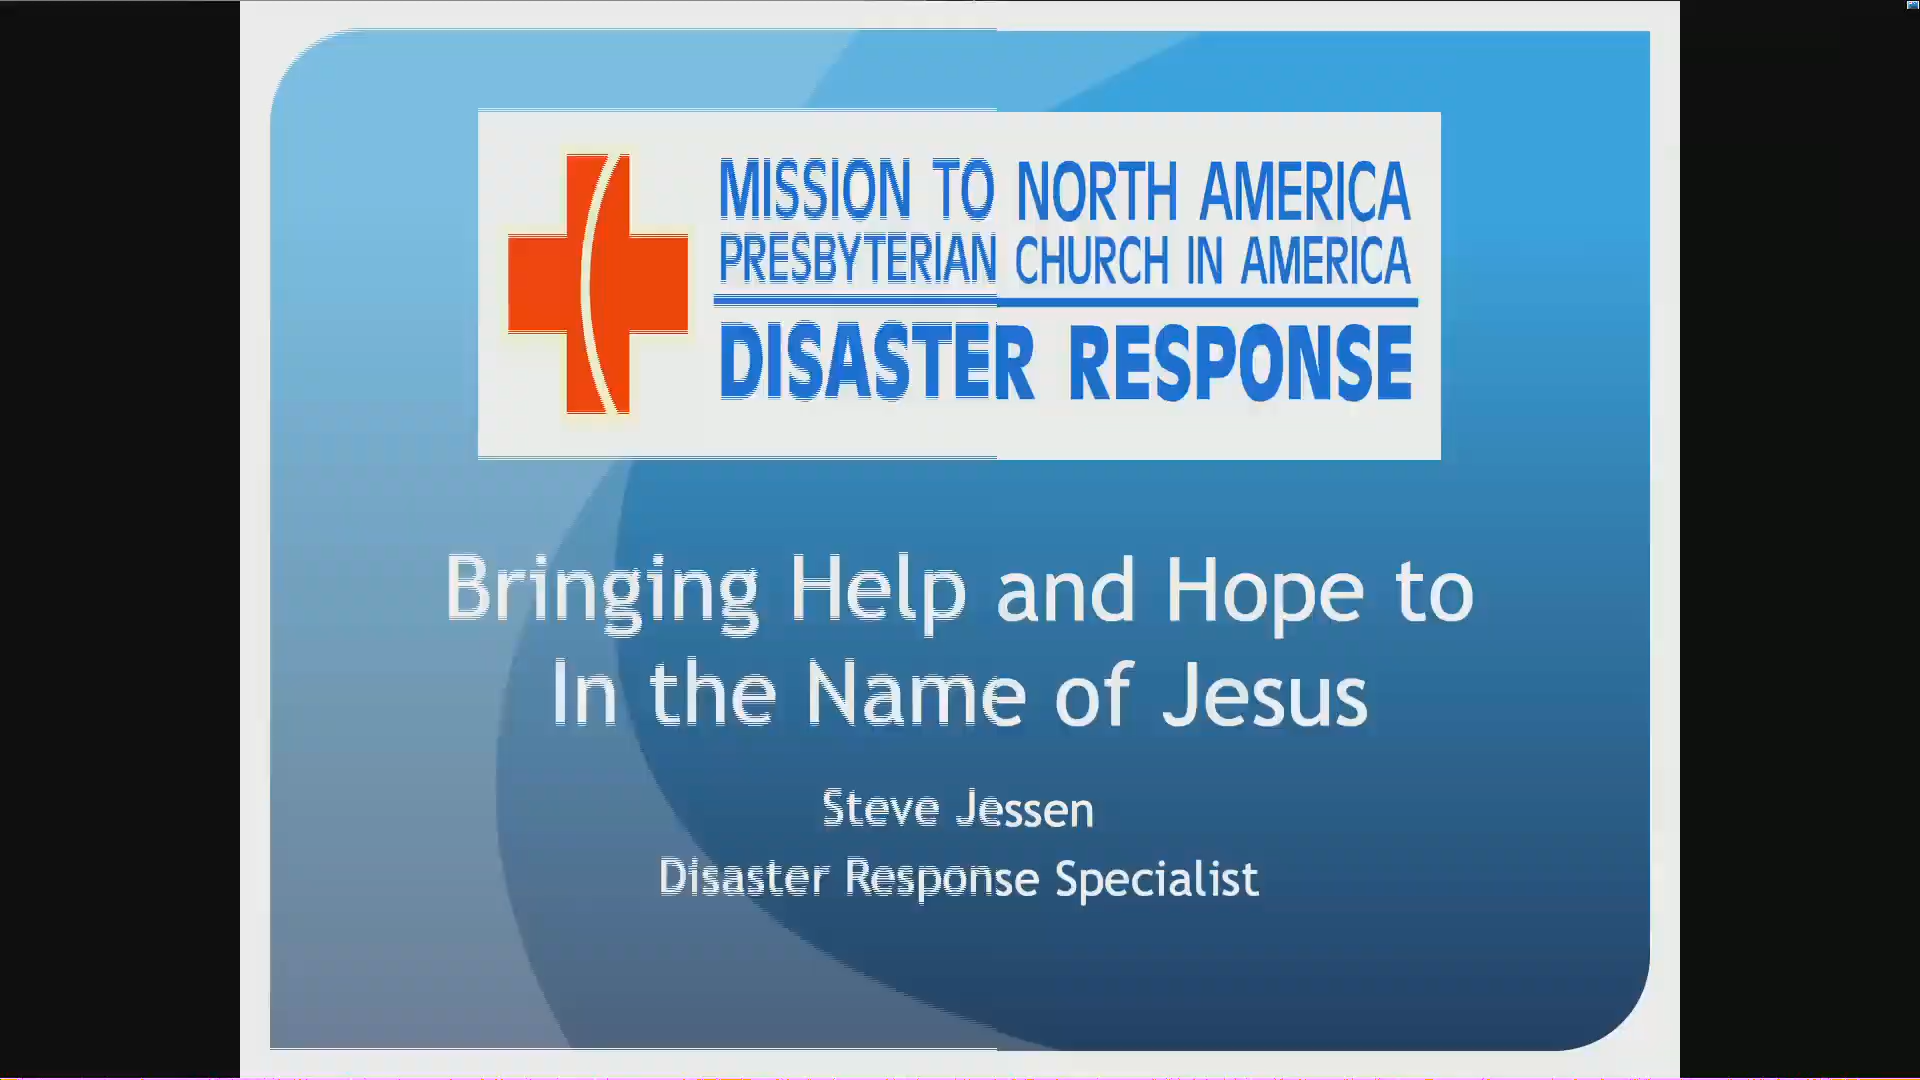 MISSION TO NORTH AMERICA
PRESBYTERIAN CHURCH IN AMERICA
DISASTER RESPONSE
Bringing Help and Hope to
In the Name of Jesus
Steve Jessen
Disaster Response Specialist